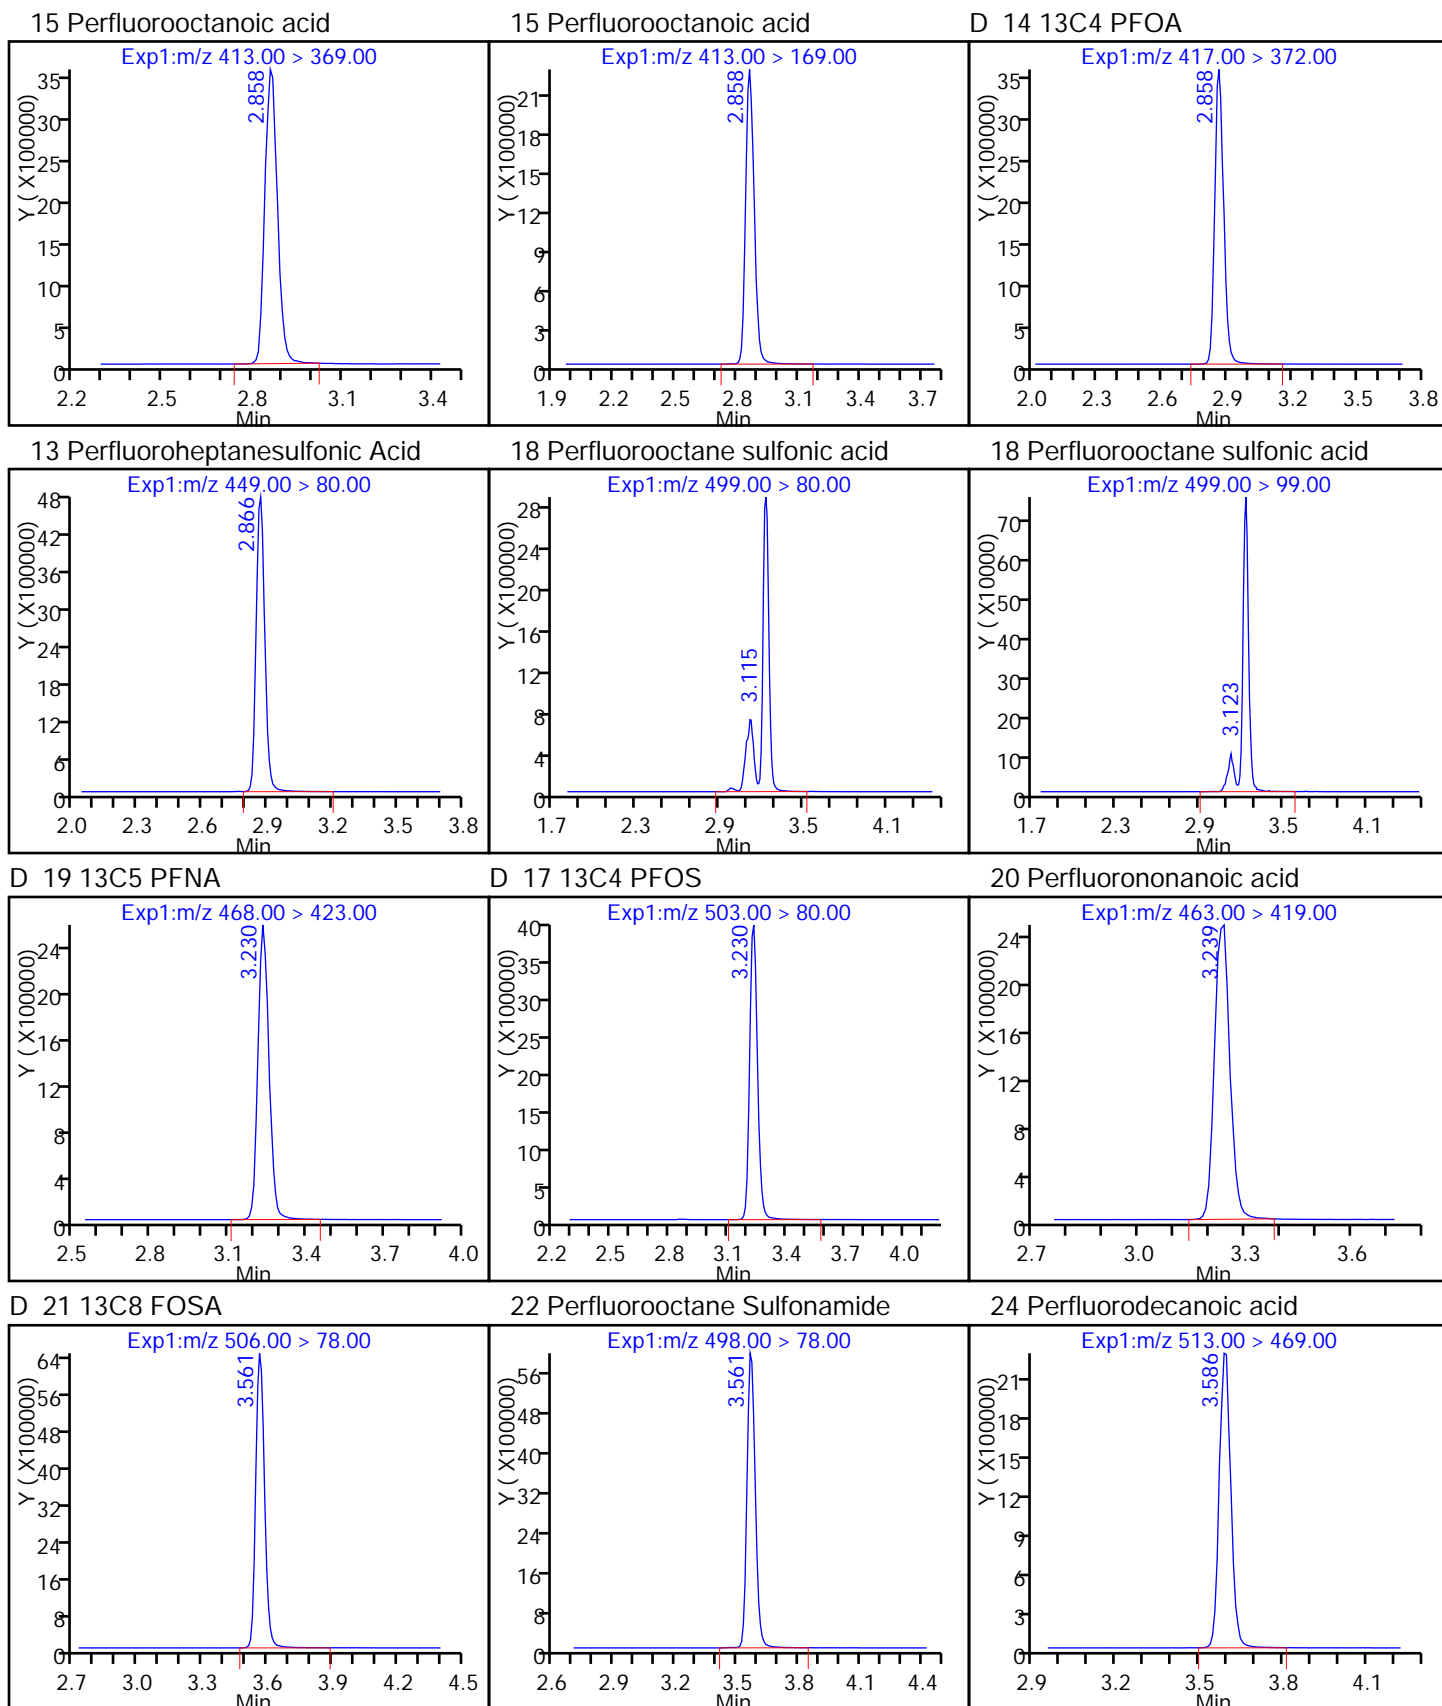 15 Perfluorooctanoic acid
Exp1:m/z 413.00 > 369.00
2.858
Y ( X100000)
35
30
25
20
15
10
5
0
2.2 2.5 2.8 3.1 3.4
Min
15 Perfluorooctanoic acid
Exp1:m/z 413.00 > 169.00
2.858
Y ( X100000)
21
18
15
12
9
6
3
0
1.9 2.2 2.5 2.8 3.1 3.4 3.7
Min
D 14 13C4 PFOA
Exp1:m/z 417.00 > 372.00
2.858
Y ( X100000)
35
30
25
20
15
10
5
0
2.0 2.3 2.6 2.9 3.2 3.5 3.8
Min
13 Perfluoroheptanesulfonic Acid
Exp1:m/z 449.00 > 80.00
2.866
Y ( X100000)
48
42
36
30
24
18
12
6
0
2.0 2.3 2.6 2.9 3.2 3.5 3.8
Min
18 Perfluorooctane sulfonic acid
Exp1:m/z 499.00 > 80.00
3.115
Y ( X100000)
28
24
20
16
12
8
4
0
1.7 2.3 2.9 3.5 4.1
Min
18 Perfluorooctane sulfonic acid
Exp1:m/z 499.00 > 99.00
3.123
Y ( X10000)
70
60
50
40
30
20
10
0
1.7 2.3 2.9 3.5 4.1
Min
D 19 13C5 PFNA
Exp1:m/z 468.00 > 423.00
3.230
Y ( X100000)
24
20
16
12
8
4
0
2.5 2.8 3.1 3.4 3.7 4.0
Min
D 17 13C4 PFOS
Exp1:m/z 503.00 > 80.00
3.230
Y ( X100000)
40
35
30
25
20
15
10
5
0
2.2 2.5 2.8 3.1 3.4 3.7 4.0
Min
20 Perfluorononanoic acid
Exp1:m/z 463.00 > 419.00
3.239
Y ( X100000)
24
20
16
12
8
4
0
2.7 3.0 3.3 3.6
Min
D 21 13C8 FOSA
Exp1:m/z 506.00 > 78.00
3.561
Y ( X100000)
64
56
48
40
32
24
16
8
0
2.7 3.0 3.3 3.6 3.9 4.2 4.5
Min
22 Perfluorooctane Sulfonamide
Exp1:m/z 498.00 > 78.00
3.561
Y ( X100000)
56
48
40
32
24
16
8
0
2.6 2.9 3.2 3.5 3.8 4.1 4.4
Min
24 Perfluorodecanoic acid
Exp1:m/z 513.00 > 469.00
3.586
Y ( X100000)
21
18
15
12
9
6
3
0
2.9 3.2 3.5 3.8 4.1
Min